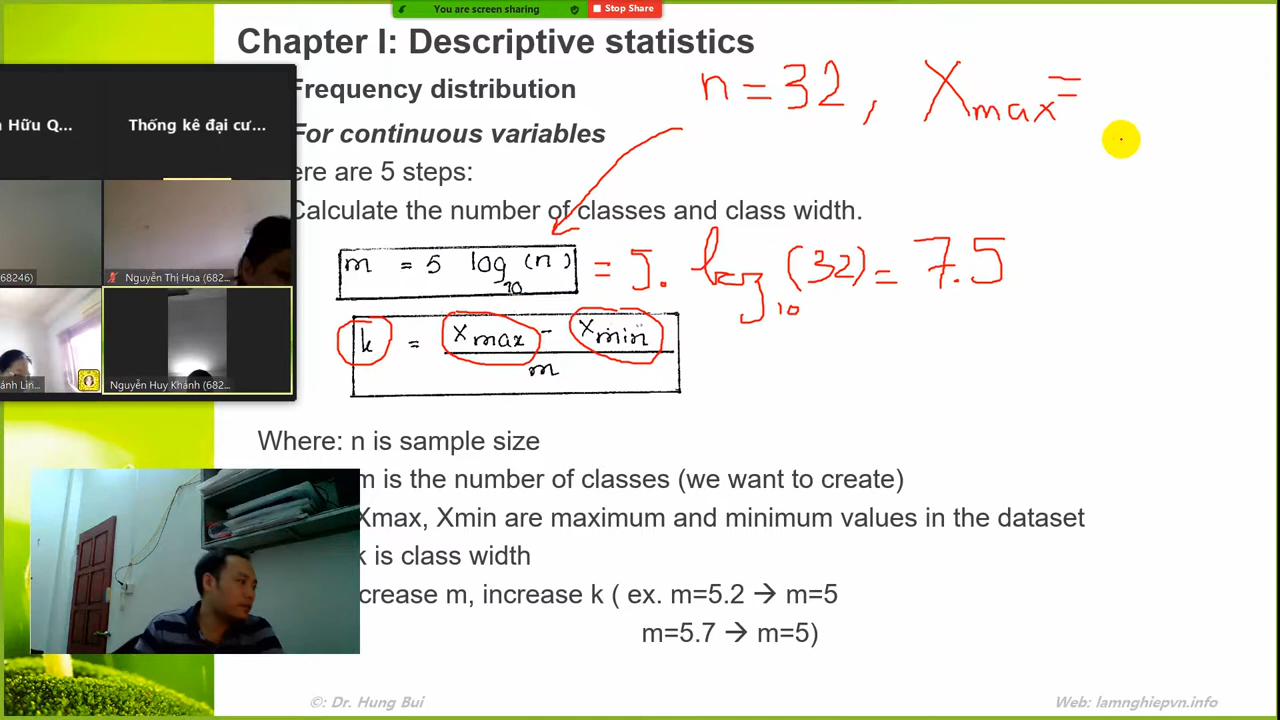 You are screen sharing Stop Share
Chapter I: Descriptive statistics
Frequency distribution
n = 32, Xmax =
Hữu Q... Thống kê đại cư...
For continuous variables
ere are 5 steps:
Calculate the number of classes and class width.
m = 5 log10 (n) = 5. log10 (32) = 7.5
68246) Nguyễn Thị Hoa (682...
k = xmax - xmin
m
ánh Lin... Nguyễn Huy Khánh (682...
Where: n is sample size
m is the number of classes (we want to create)
Xmax, Xmin are maximum and minimum values in the dataset
k is class width
crease m, increase k ( ex. m=5.2 → m=5
m=5.7 → m=5)
©: Dr. Hung Bui Web: lamnghiepvn.info